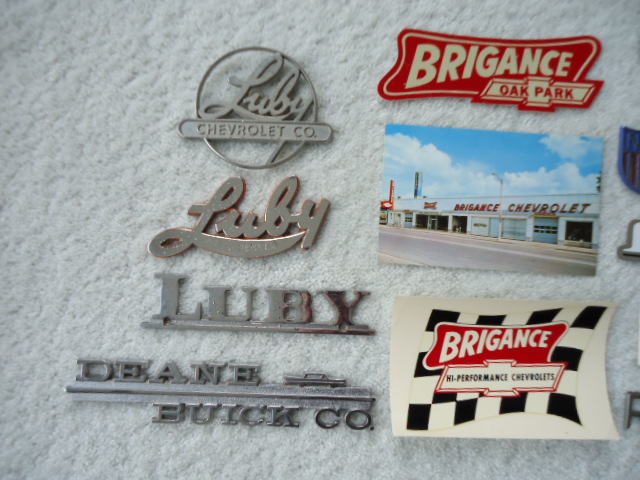 Luby
CHEVROLET CO.
Luby
LUBY
DEANE
BUICK CO.
BRIGANCE
OAK PARK
BRIGANCE CHEVROLET
BRIGANCE
HI-PERFORMANCE CHEVROLETS